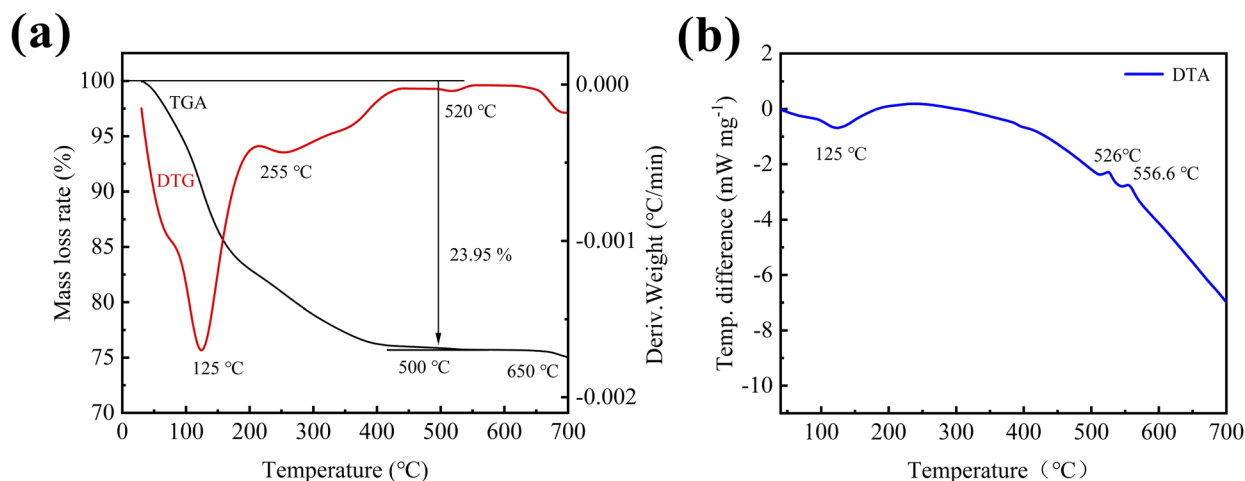 (a)
100
95
90
85
80
75
70
Mass loss rate (%)
TGA
DTG
125 ℃
255 ℃
520 ℃
23.95 %
500 ℃
650 ℃
0.000
-0.001
-0.002
Deriv.Weight (℃/min)
0 100 200 300 400 500 600 700
Temperature (℃)
(b)
2
0
-2
-4
-6
-8
-10
Temp. difference (mW mg⁻¹)
DTA
125 ℃
526℃
556.6 ℃
100 200 300 400 500 600 700
Temperature（℃）